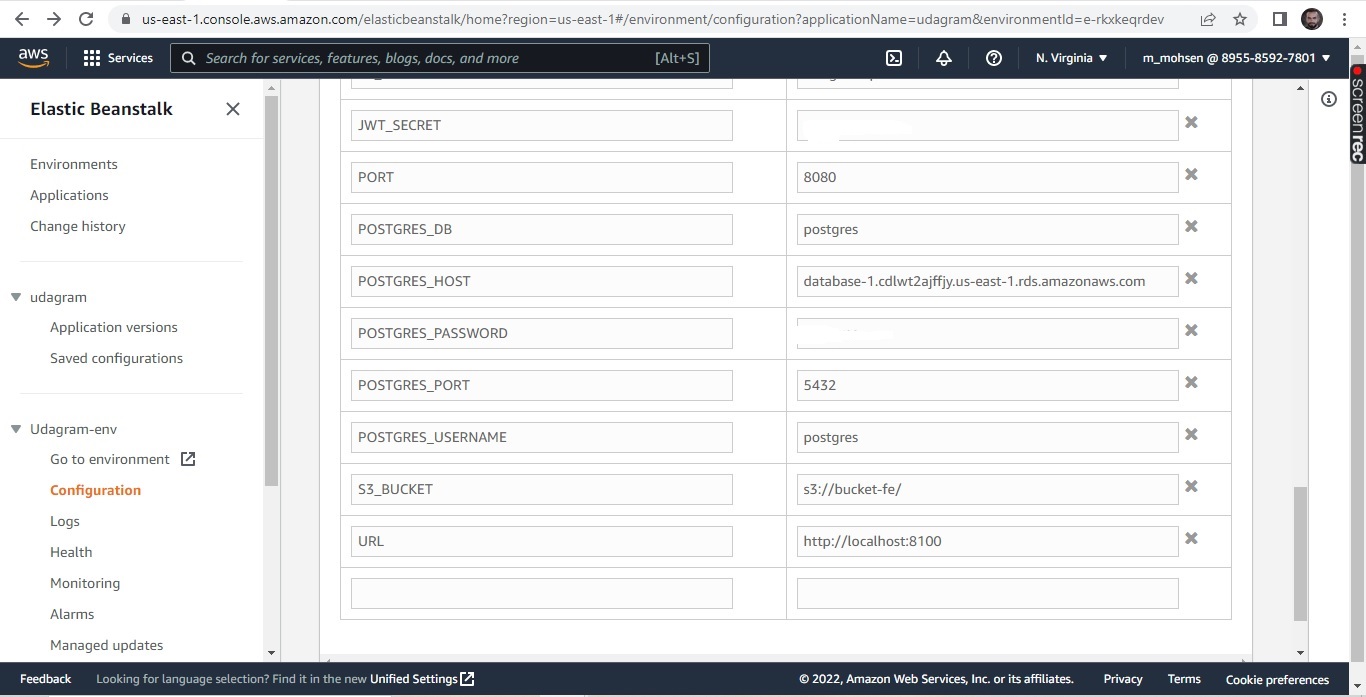 us-east-1.console.aws.amazon.com/elasticbeanstalk/home?region=us-east-1#/environment/configuration?applicationName=udagram&environmentId=e-rkxkeqrdev
aws Services Search for services, features, blogs, docs, and more [Alt+S] N. Virginia ▼ m_mohsen @ 8955-8592-7801 ▼
Elastic Beanstalk
Environments
Applications
Change history
udagram
Application versions
Saved configurations
Udagram-env
Go to environment
Configuration
Logs
Health
Monitoring
Alarms
Managed updates
JWT_SECRET
PORT 8080
POSTGRES_DB postgres
POSTGRES_HOST database-1.cdlwt2ajffjy.us-east-1.rds.amazonaws.com
POSTGRES_PASSWORD
POSTGRES_PORT 5432
POSTGRES_USERNAME postgres
S3_BUCKET s3://bucket-fe/
URL http://localhost:8100
screenrec
Feedback Looking for language selection? Find it in the new Unified Settings © 2022, Amazon Web Services, Inc. or its affiliates. Privacy Terms Cookie preferences